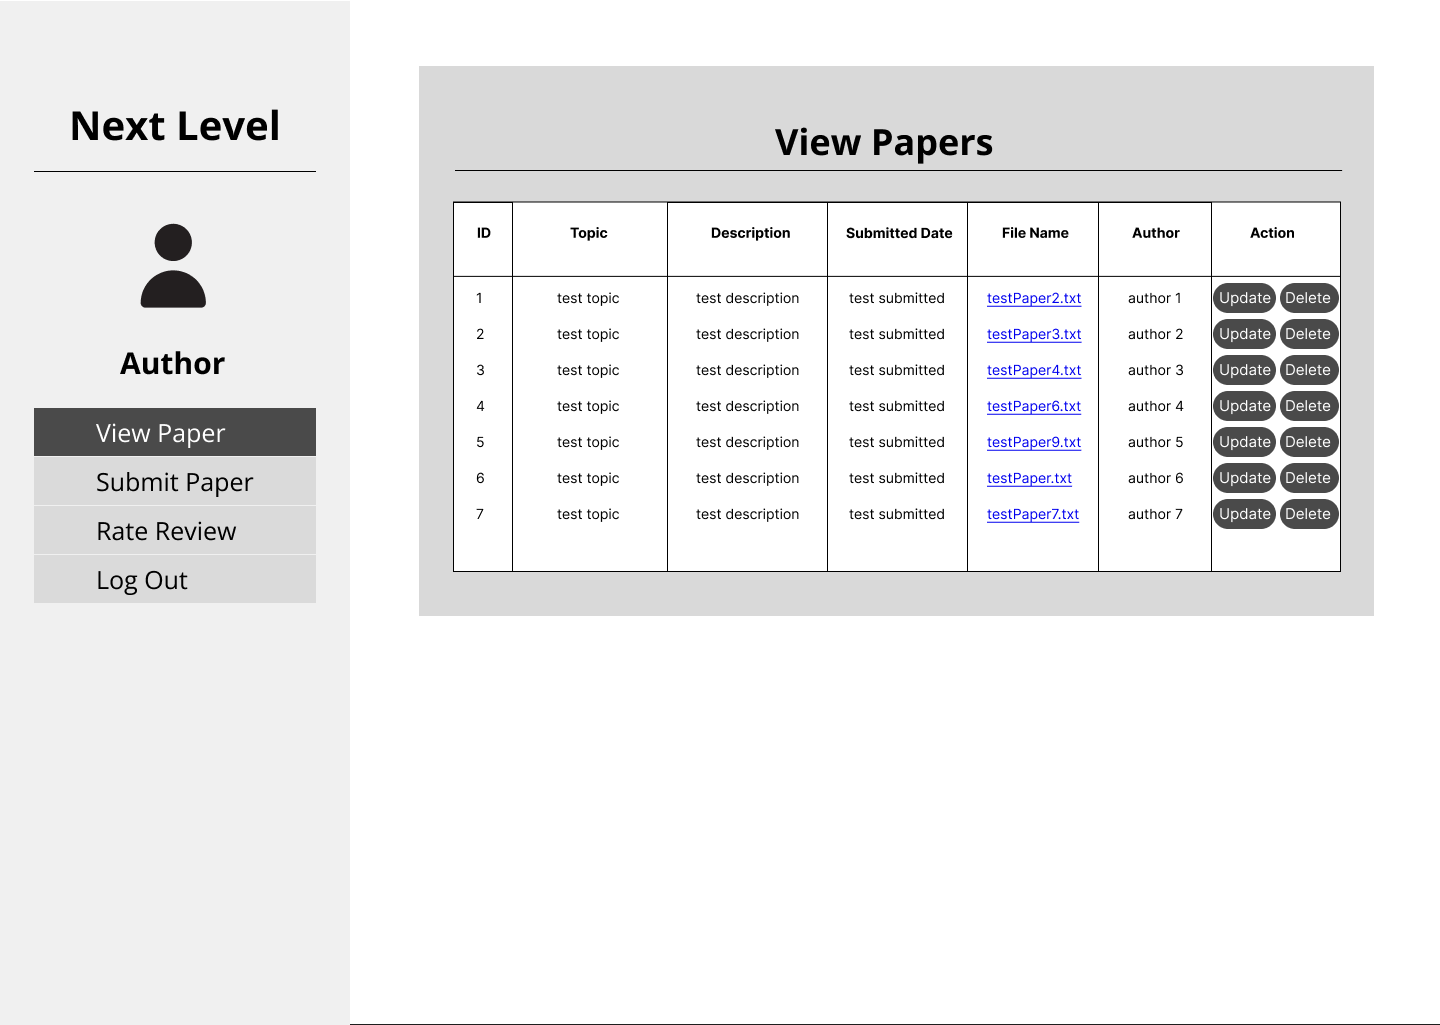 Next Level
Author
View Paper
Submit Paper
Rate Review
Log Out
View Papers
ID Topic Description Submitted Date File Name Author Action
1 test topic test description test submitted testPaper2.txt author 1 Update Delete
2 test topic test description test submitted testPaper3.txt author 2 Update Delete
3 test topic test description test submitted testPaper4.txt author 3 Update Delete
4 test topic test description test submitted testPaper6.txt author 4 Update Delete
5 test topic test description test submitted testPaper9.txt author 5 Update Delete
6 test topic test description test submitted testPaper.txt author 6 Update Delete
7 test topic test description test submitted testPaper7.txt author 7 Update Delete